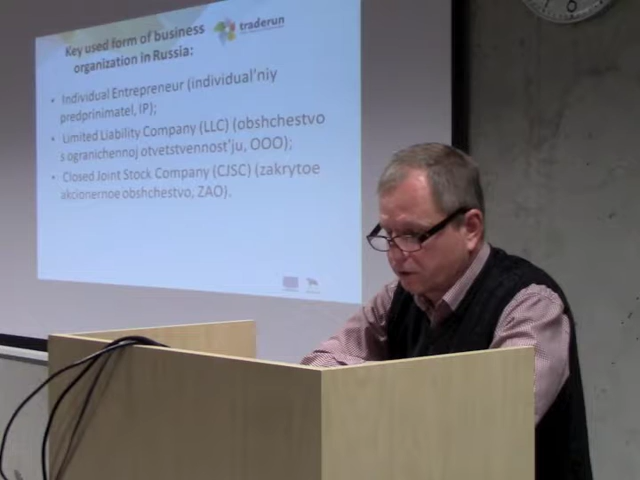 traderun
Key used form of business
organization in Russia:
• Individual Entrepreneur (individual'niy
predprinimatel, IP);
• Limited Liability Company (LLC) (obshchestvo
s ogranichennoj otvetstvennost'ju, OOO);
• Closed Joint Stock Company (CJSC) (zakrytoe
akcionernoe obshchestvo, ZAO).
6